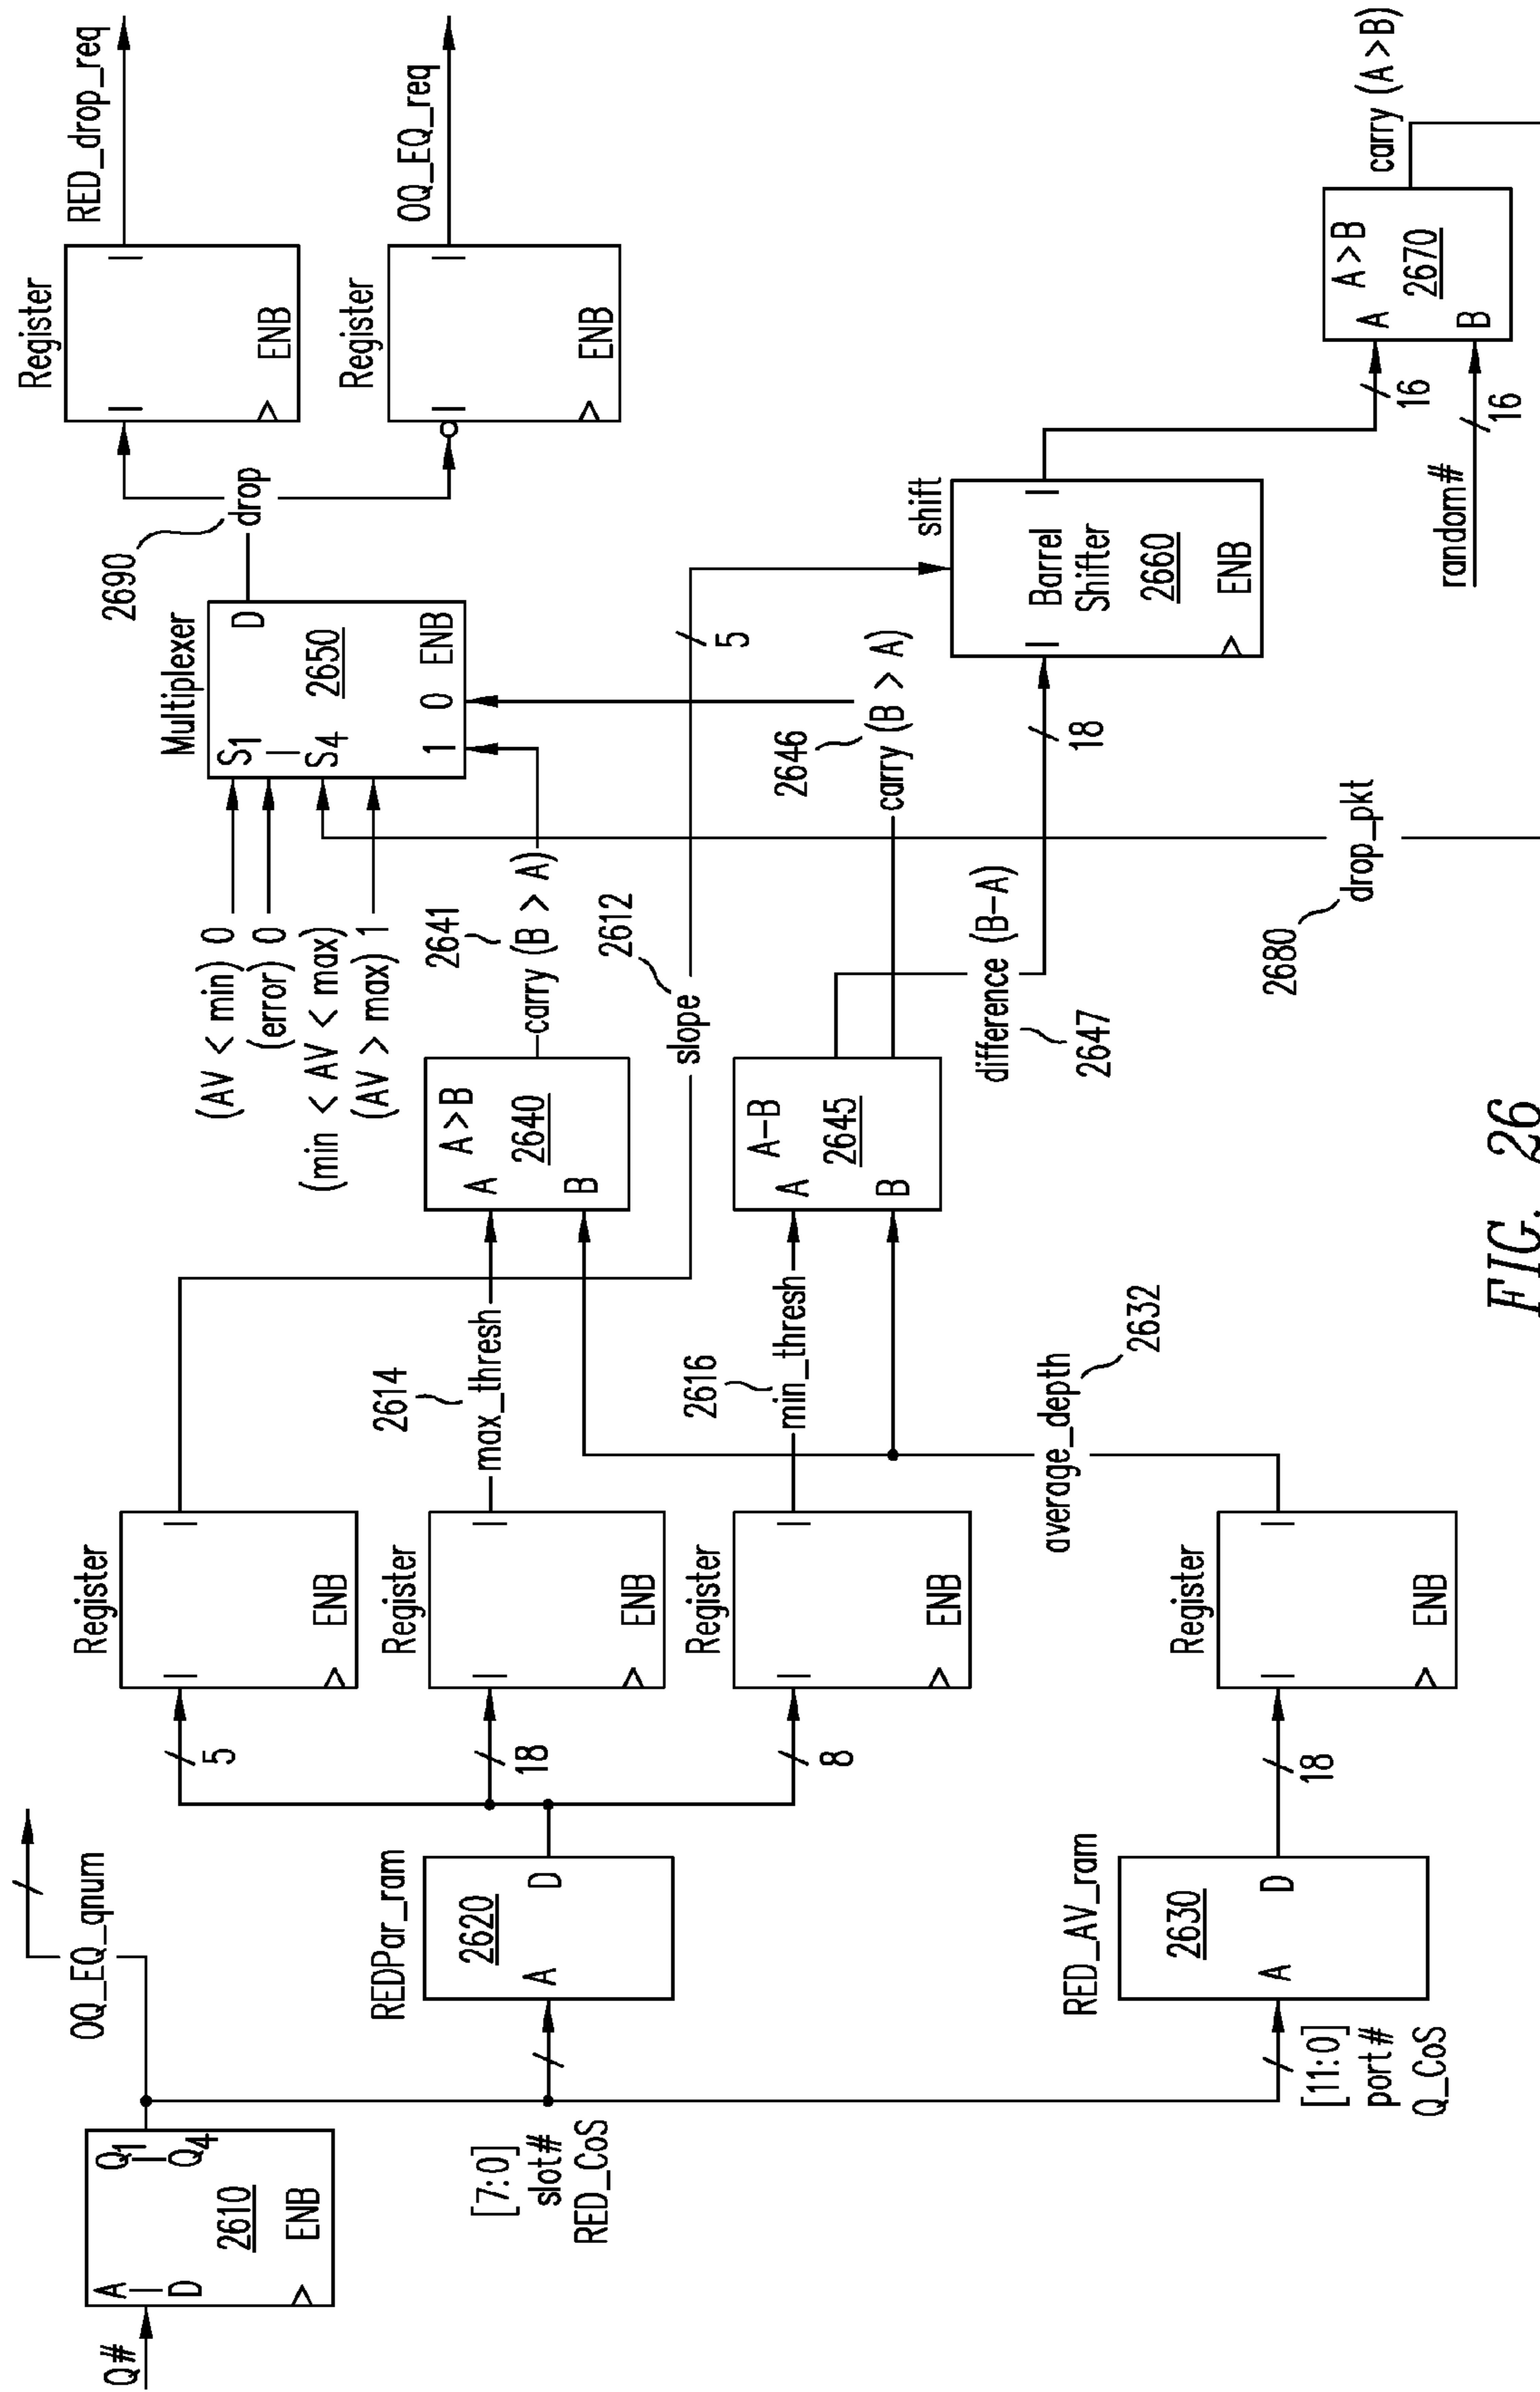 Q#
A
D
Q1
Q4
2610
ENB
OQ_EQ_qnum
[7:0]
slot#
RED_CoS
REDPar_ram
2620
A
D
RED_AV_ram
2630
A
D
[11:0]
port#
Q_CoS
5
18
8
18
Register
ENB
Register
ENB
Register
ENB
Register
ENB
2614
max_thresh
2616
min_thresh
average_depth
2632
A>B
A
2640
B
A-B
A
2645
B
slope
2612
carry (B > A)
2641
difference (B-A)
2647
carry (B > A)
2646
(AV < min) 0
(error) 0
(min < AV < max)
(AV > max) 1
Multiplexer
S1
S4
D
2650
1
0
ENB
5
18
2680
drop_pkt
shift
Barrel
Shifter
2660
ENB
2690
drop
Register
ENB
RED_drop_req
Register
ENB
OQ_EQ_req
random#
16
16
A>B
A
2670
B
carry (A>B)
FIG. 26